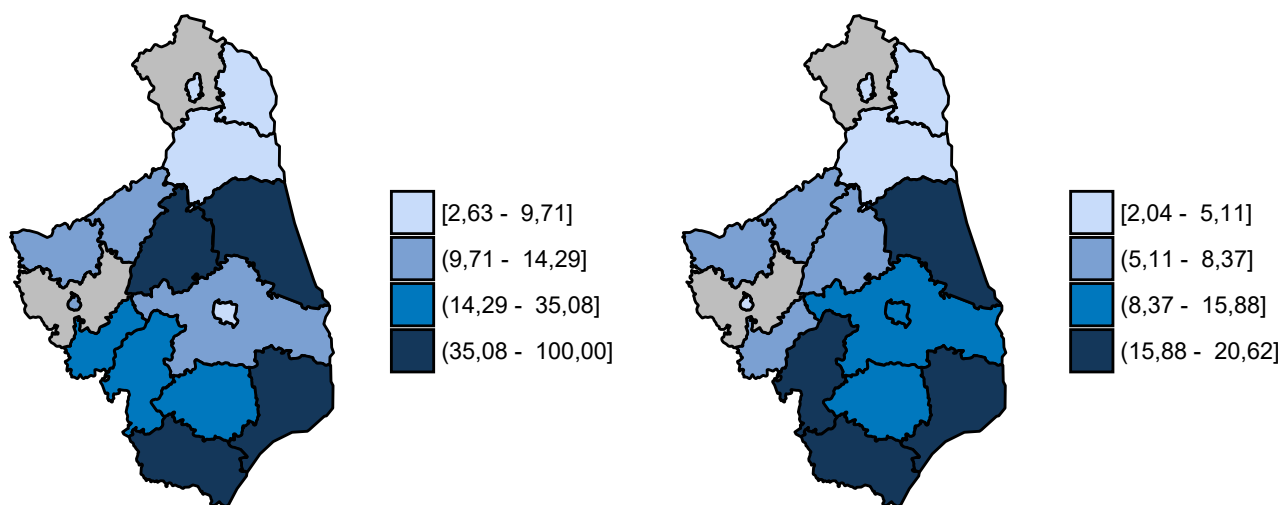 [2,63 - 9,71]
(9,71 - 14,29]
(14,29 - 35,08]
(35,08 - 100,00]
[2,04 - 5,11]
(5,11 - 8,37]
(8,37 - 15,88]
(15,88 - 20,62]